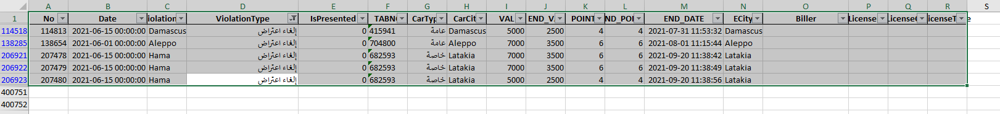 A B C D E F G H I J K L M N O P Q R S
1 No Date iolation ViolationType IsPresented TABN CarTyp CarCit VAL END_V POINT ND_POI END_DATE ECity Biller License License icenseT e
114518 114813 2021-06-15 00:00:00 Damascus إلغاء اعتراض 0 415941 عامة Damascus 5000 2500 4 4 2021-07-31 11:53:32 Damascus
138285 138654 2021-06-01 00:00:00 Aleppo إلغاء اعتراض 0 704800 عامة Aleppo 7000 3500 6 6 2021-08-01 11:15:44 Aleppo
206921 207478 2021-06-15 00:00:00 Hama إلغاء اعتراض 0 682593 خاصة Latakia 7000 3500 6 6 2021-09-20 11:38:42 Latakia
206922 207479 2021-06-15 00:00:00 Hama إلغاء اعتراض 0 682593 خاصة Latakia 7000 3500 6 6 2021-09-20 11:38:49 Latakia
206923 207480 2021-06-15 00:00:00 Hama إلغاء اعتراض 0 682593 خاصة Latakia 5000 2500 4 4 2021-09-20 11:38:56 Latakia
400751
400752